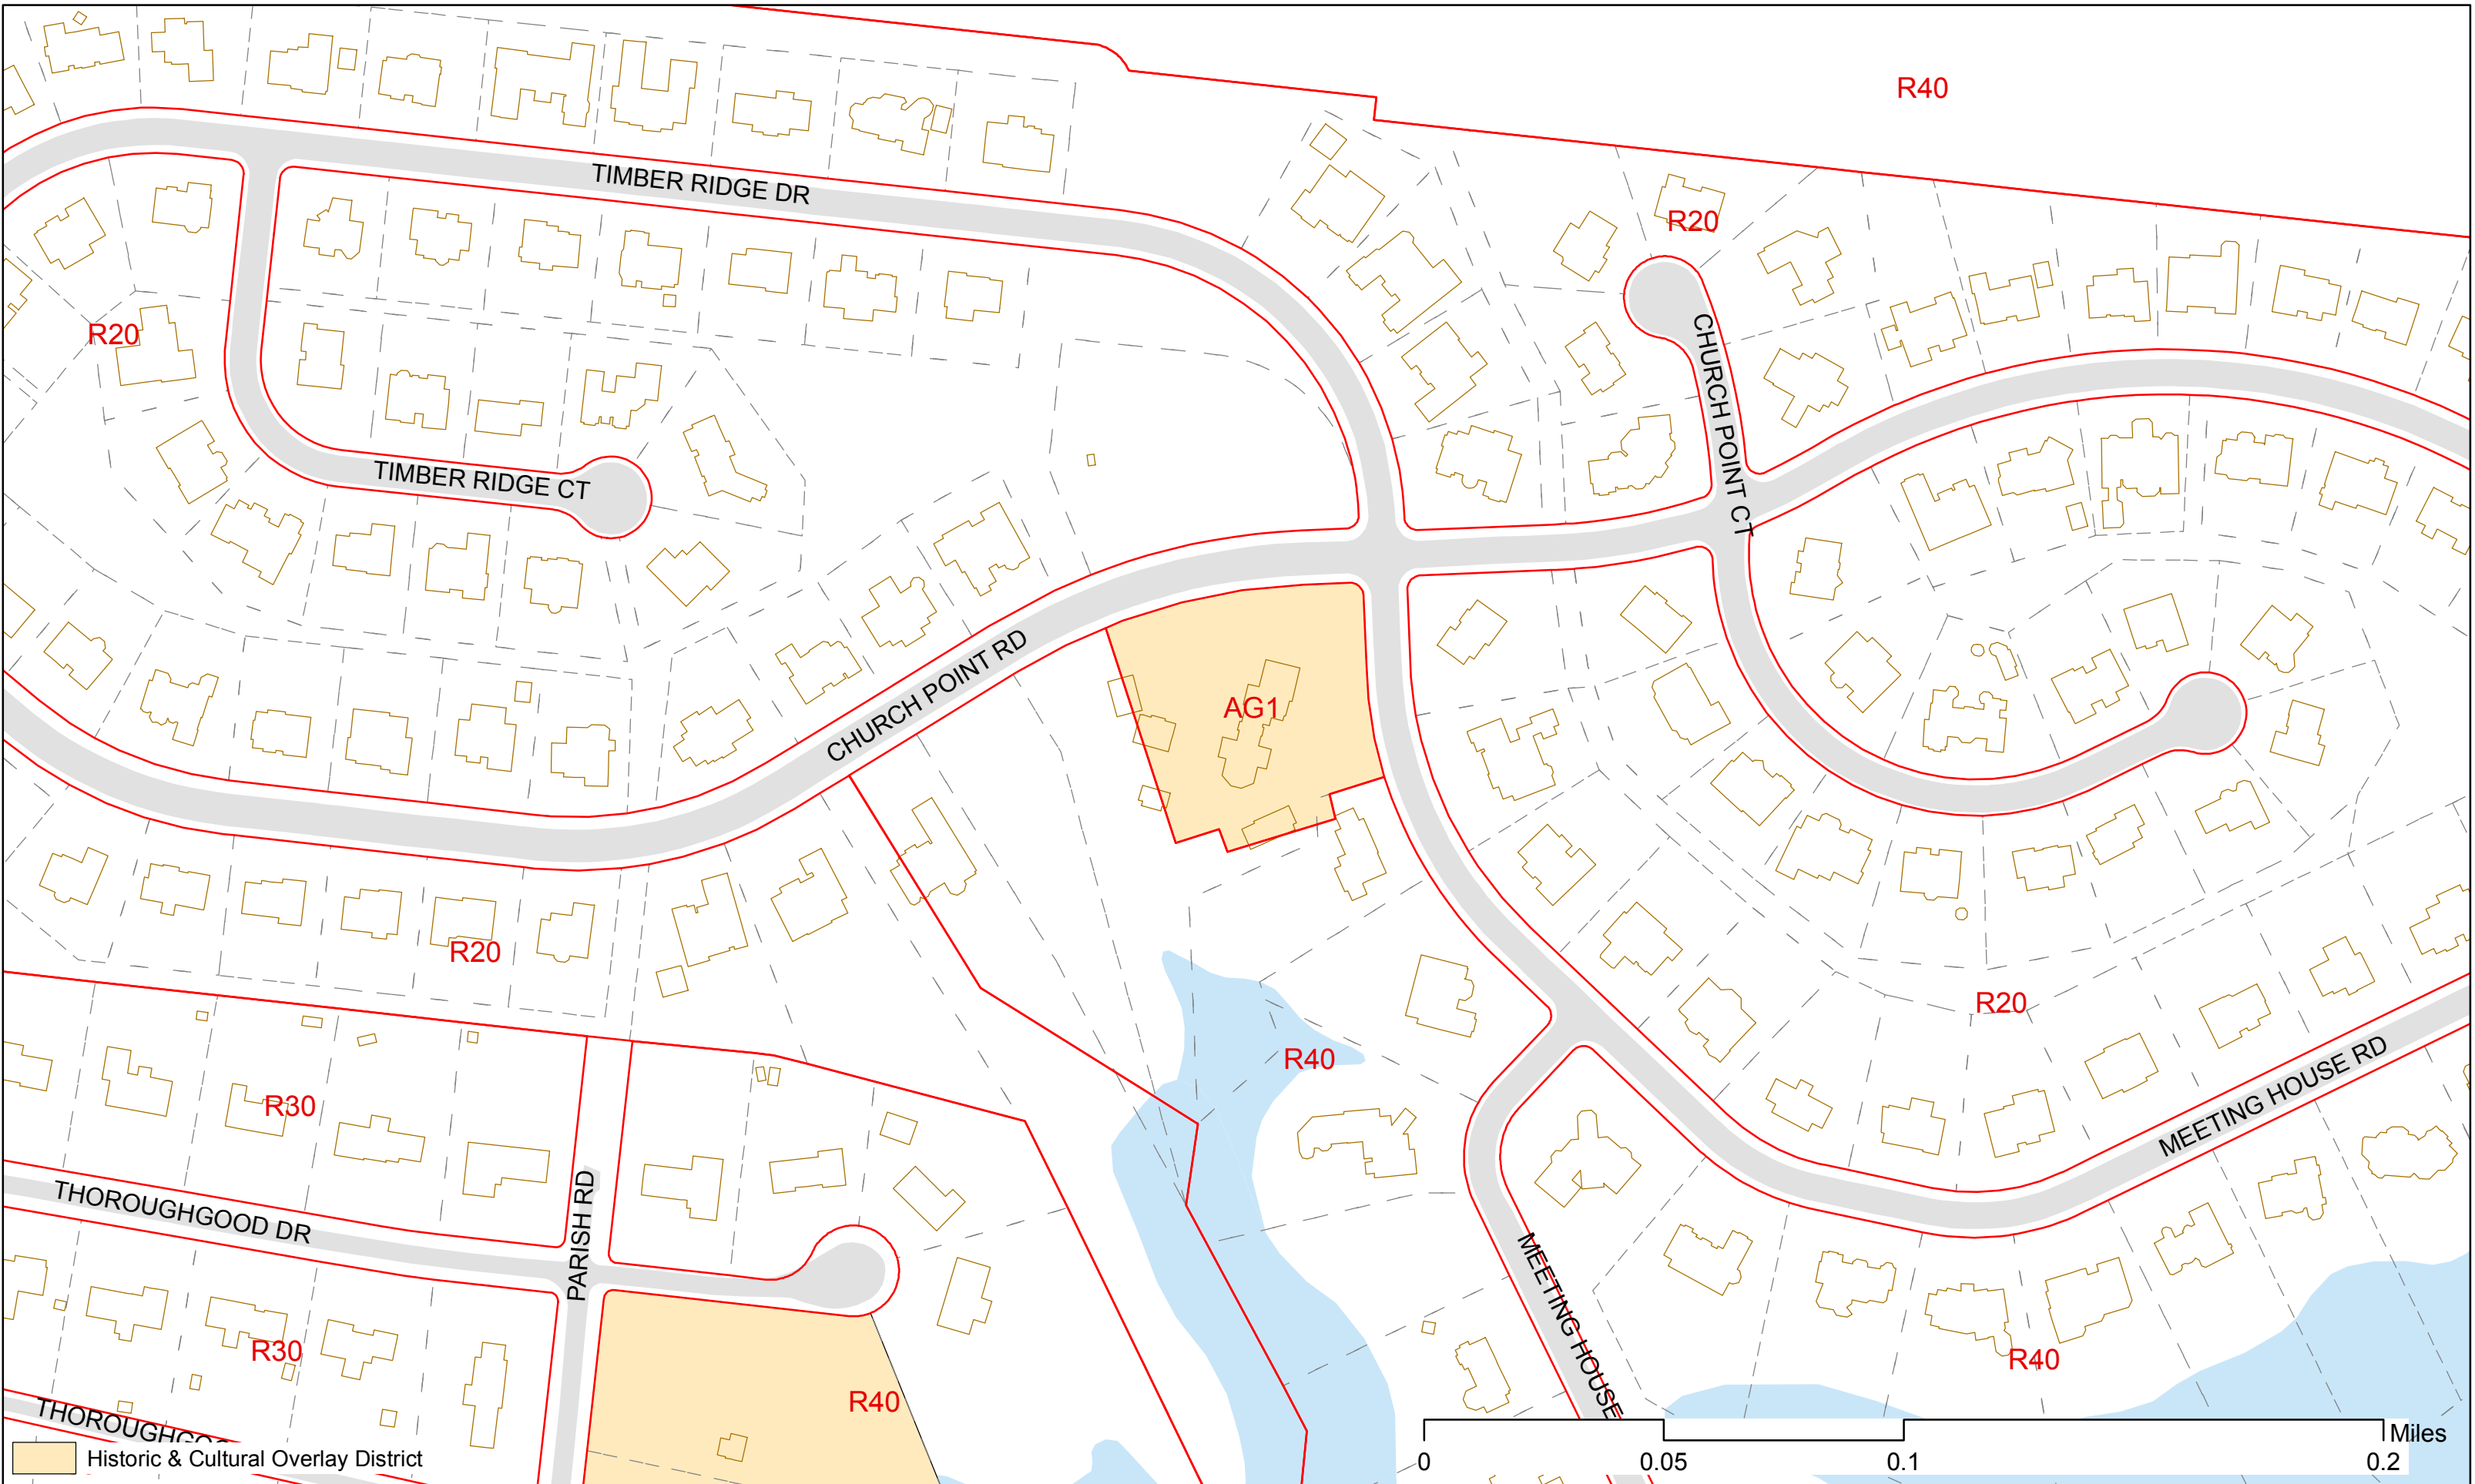 R40
TIMBER RIDGE DR
R20
R20
CHURCH POINT CT
TIMBER RIDGE CT
CHURCH POINT RD
AG1
R20
R20
R40
MEETING HOUSE RD
R30
THOROUGHGOOD DR
PARISH RD
MEETING HOUSE
R30
R40
R40
Historic & Cultural Overlay District
Miles
0 0.05 0.1 0.2